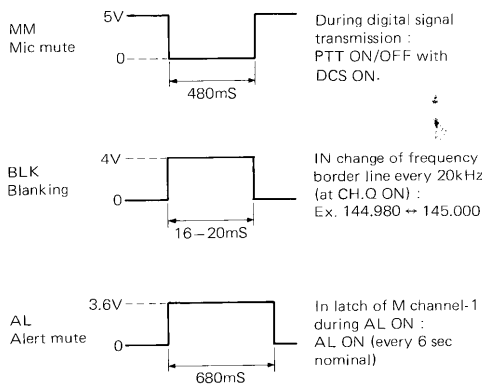 MM
Mic mute
5V
0
480mS
During digital signal
transmission :
PTT ON/OFF with
DCS ON.
BLK
Blanking
4V
0
16–20mS
IN change of frequency
border line every 20kHz
(at CH.Q ON) :
Ex. 144.980 ↔ 145.000
AL
Alert mute
3.6V
0
680mS
In latch of M channel-1
during AL ON :
AL ON (every 6 sec
nominal)